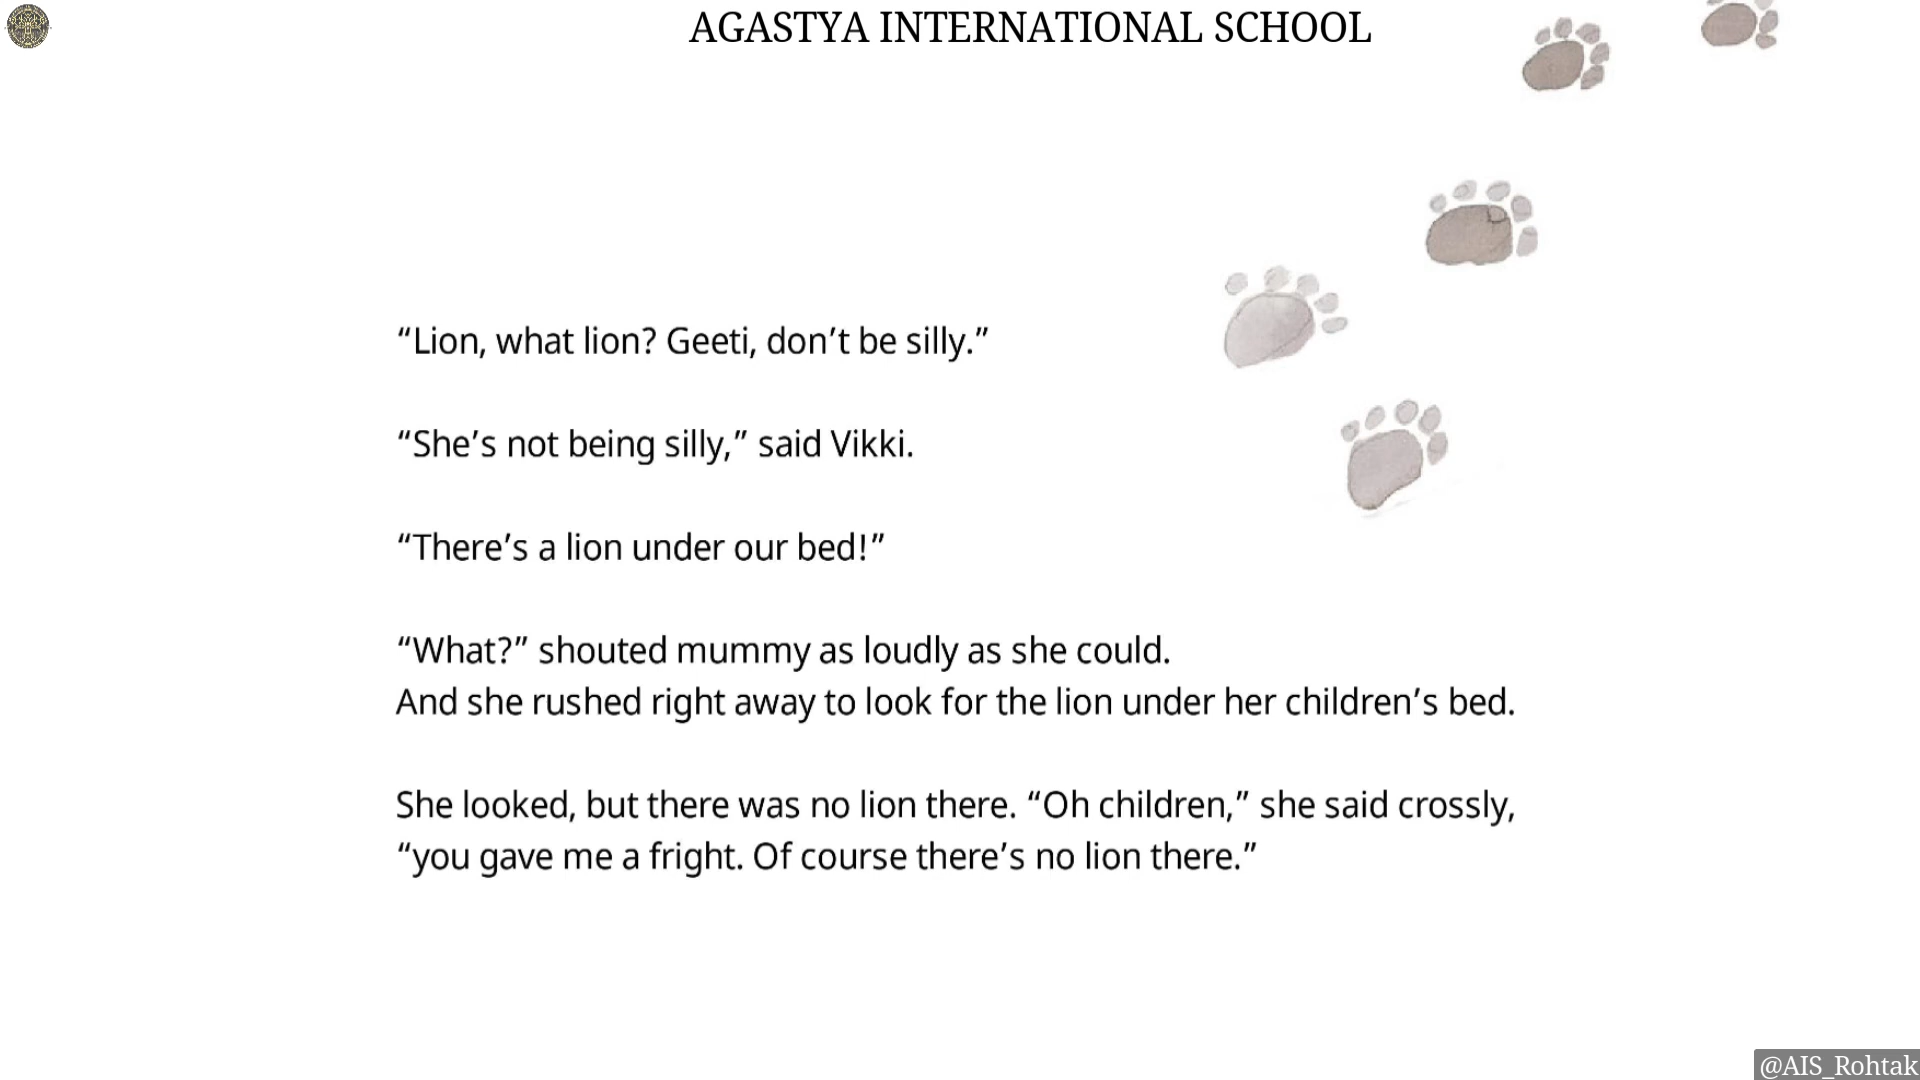 AGASTYA INTERNATIONAL SCHOOL
“Lion, what lion? Geeti, don’t be silly.”
“She’s not being silly,” said Vikki.
“There’s a lion under our bed!”
“What?” shouted mummy as loudly as she could.
And she rushed right away to look for the lion under her children’s bed.
She looked, but there was no lion there. “Oh children,” she said crossly,
“you gave me a fright. Of course there’s no lion there.”
@AIS_Rohtak